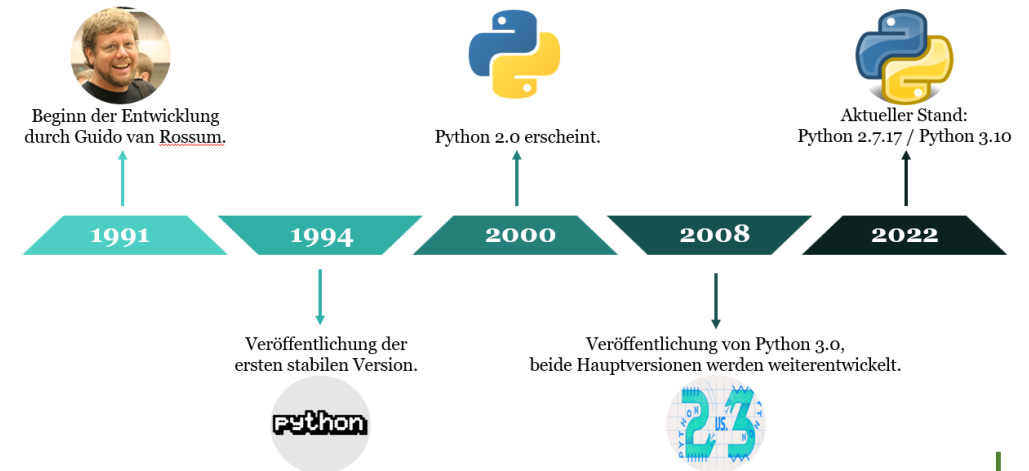 Beginn der Entwicklung
durch Guido van Rossum.
Python 2.0 erscheint.
Aktueller Stand:
Python 2.7.17 / Python 3.10
1991
1994
2000
2008
2022
Veröffentlichung der
ersten stabilen Version.
Veröffentlichung von Python 3.0,
beide Hauptversionen werden weiterentwickelt.
python
PYTHON
2 VS. 3
PYTHON